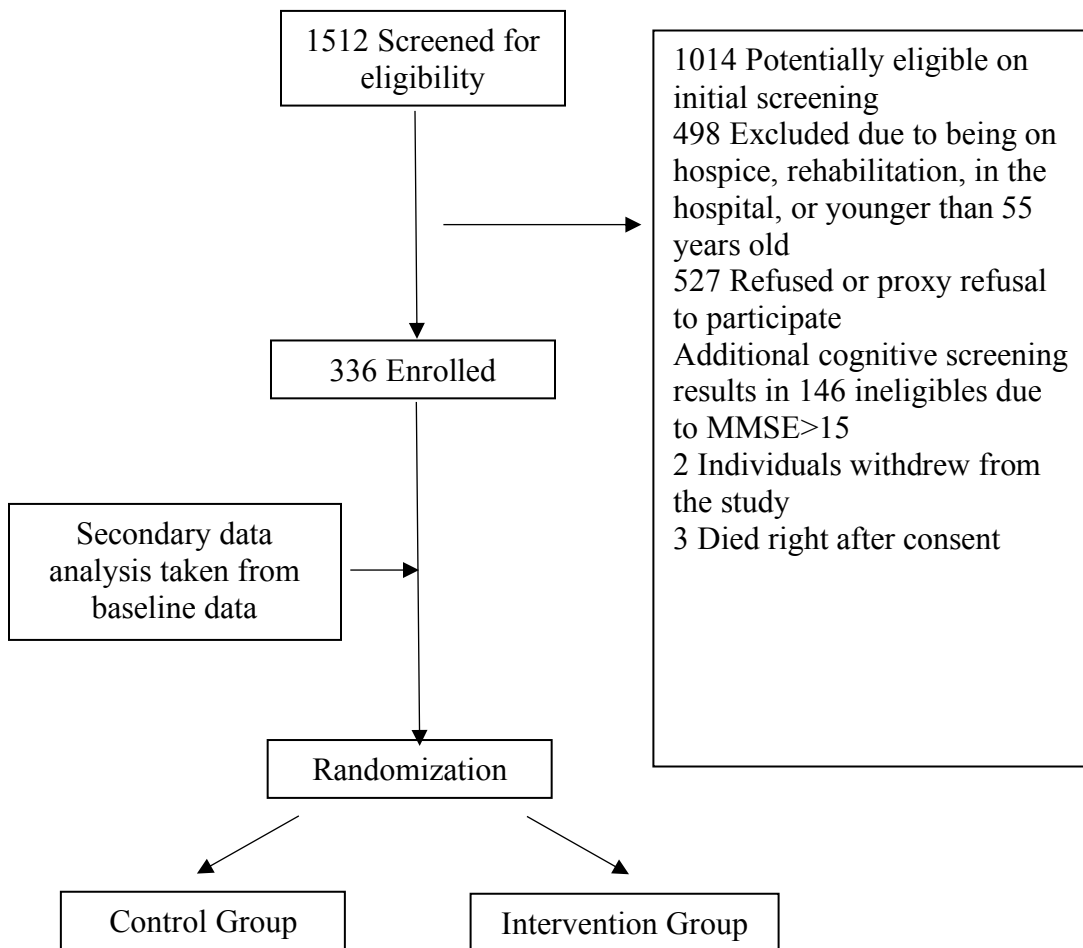 1512 Screened for
eligibility
1014 Potentially eligible on
initial screening
498 Excluded due to being on
hospice, rehabilitation, in the
hospital, or younger than 55
years old
527 Refused or proxy refusal
to participate
Additional cognitive screening
results in 146 ineligibles due
to MMSE>15
2 Individuals withdrew from
the study
3 Died right after consent
336 Enrolled
Secondary data
analysis taken from
baseline data
Randomization
Control Group
Intervention Group